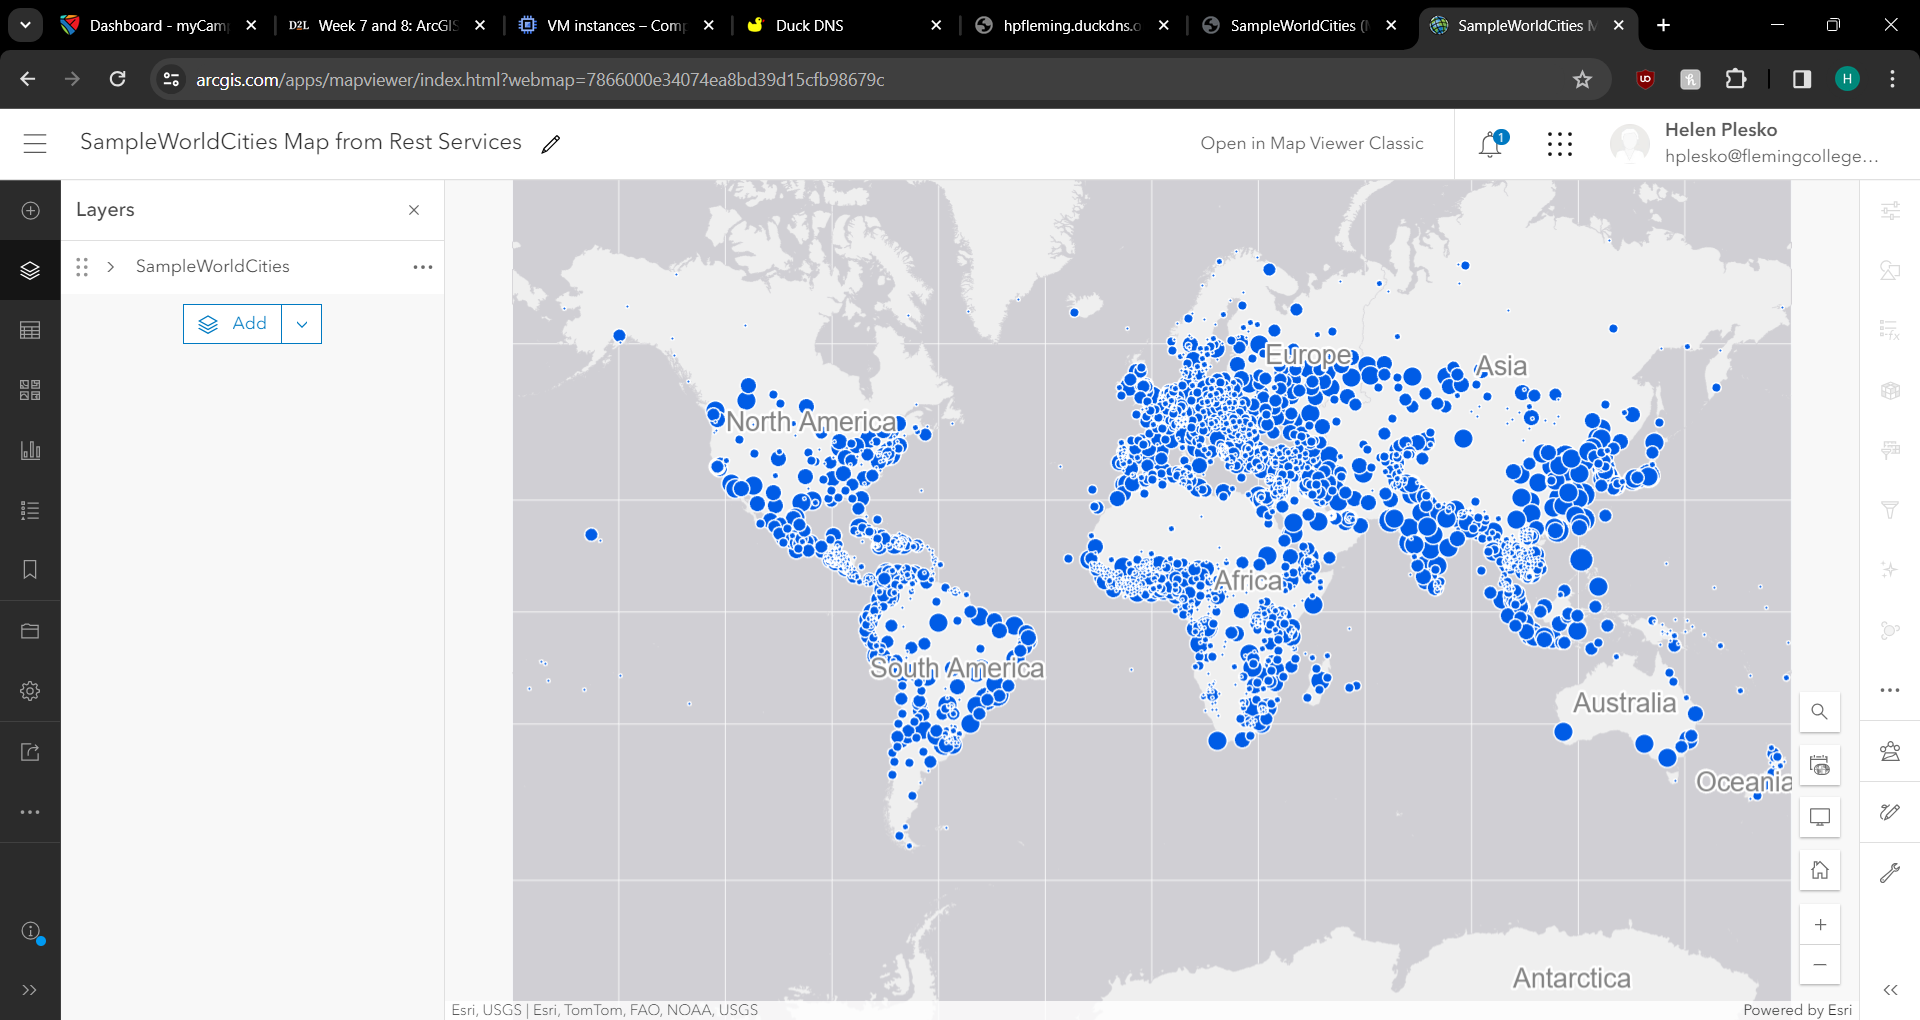 Dashboard - myCam
D2L Week 7 and 8: ArcGIS
VM instances – Comp
Duck DNS
hpfleming.duckdns.o
SampleWorldCities (
SampleWorldCities M
arcgis.com/apps/mapviewer/index.html?webmap=7866000e34074ea8bd39d15cfb98679c
H
SampleWorldCities Map from Rest Services
Open in Map Viewer Classic
1
Helen Plesko
hplesko@flemingcollege...
Layers
SampleWorldCities
Add
Europe
Asia
North America
Africa
South America
Australia
Oceania
Antarctica
Esri, USGS | Esri, TomTom, FAO, NOAA, USGS
Powered by Esri